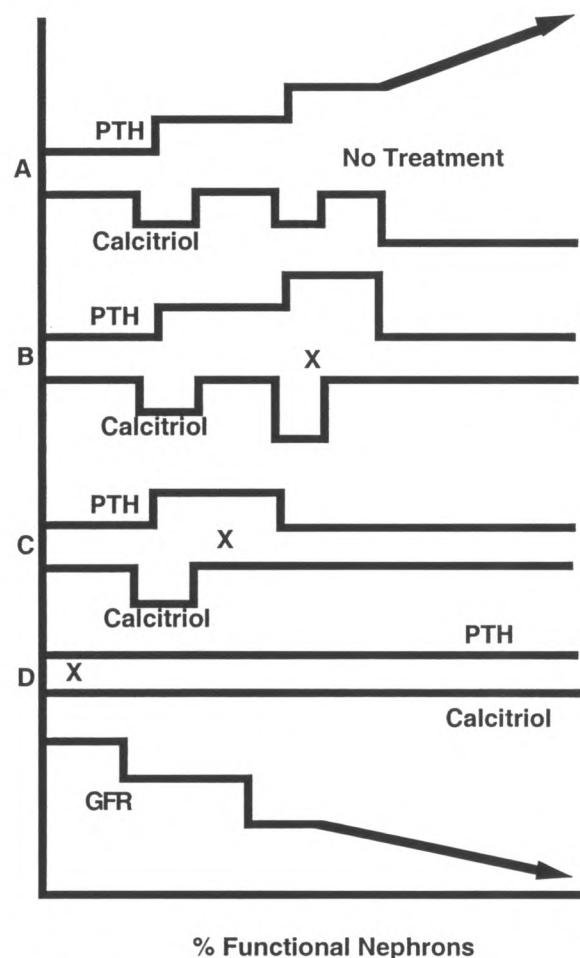 PTH
A
No Treatment
Calcitriol
PTH
B
X
Calcitriol
PTH
C
X
Calcitriol
PTH
X
D
Calcitriol
GFR
% Functional Nephrons